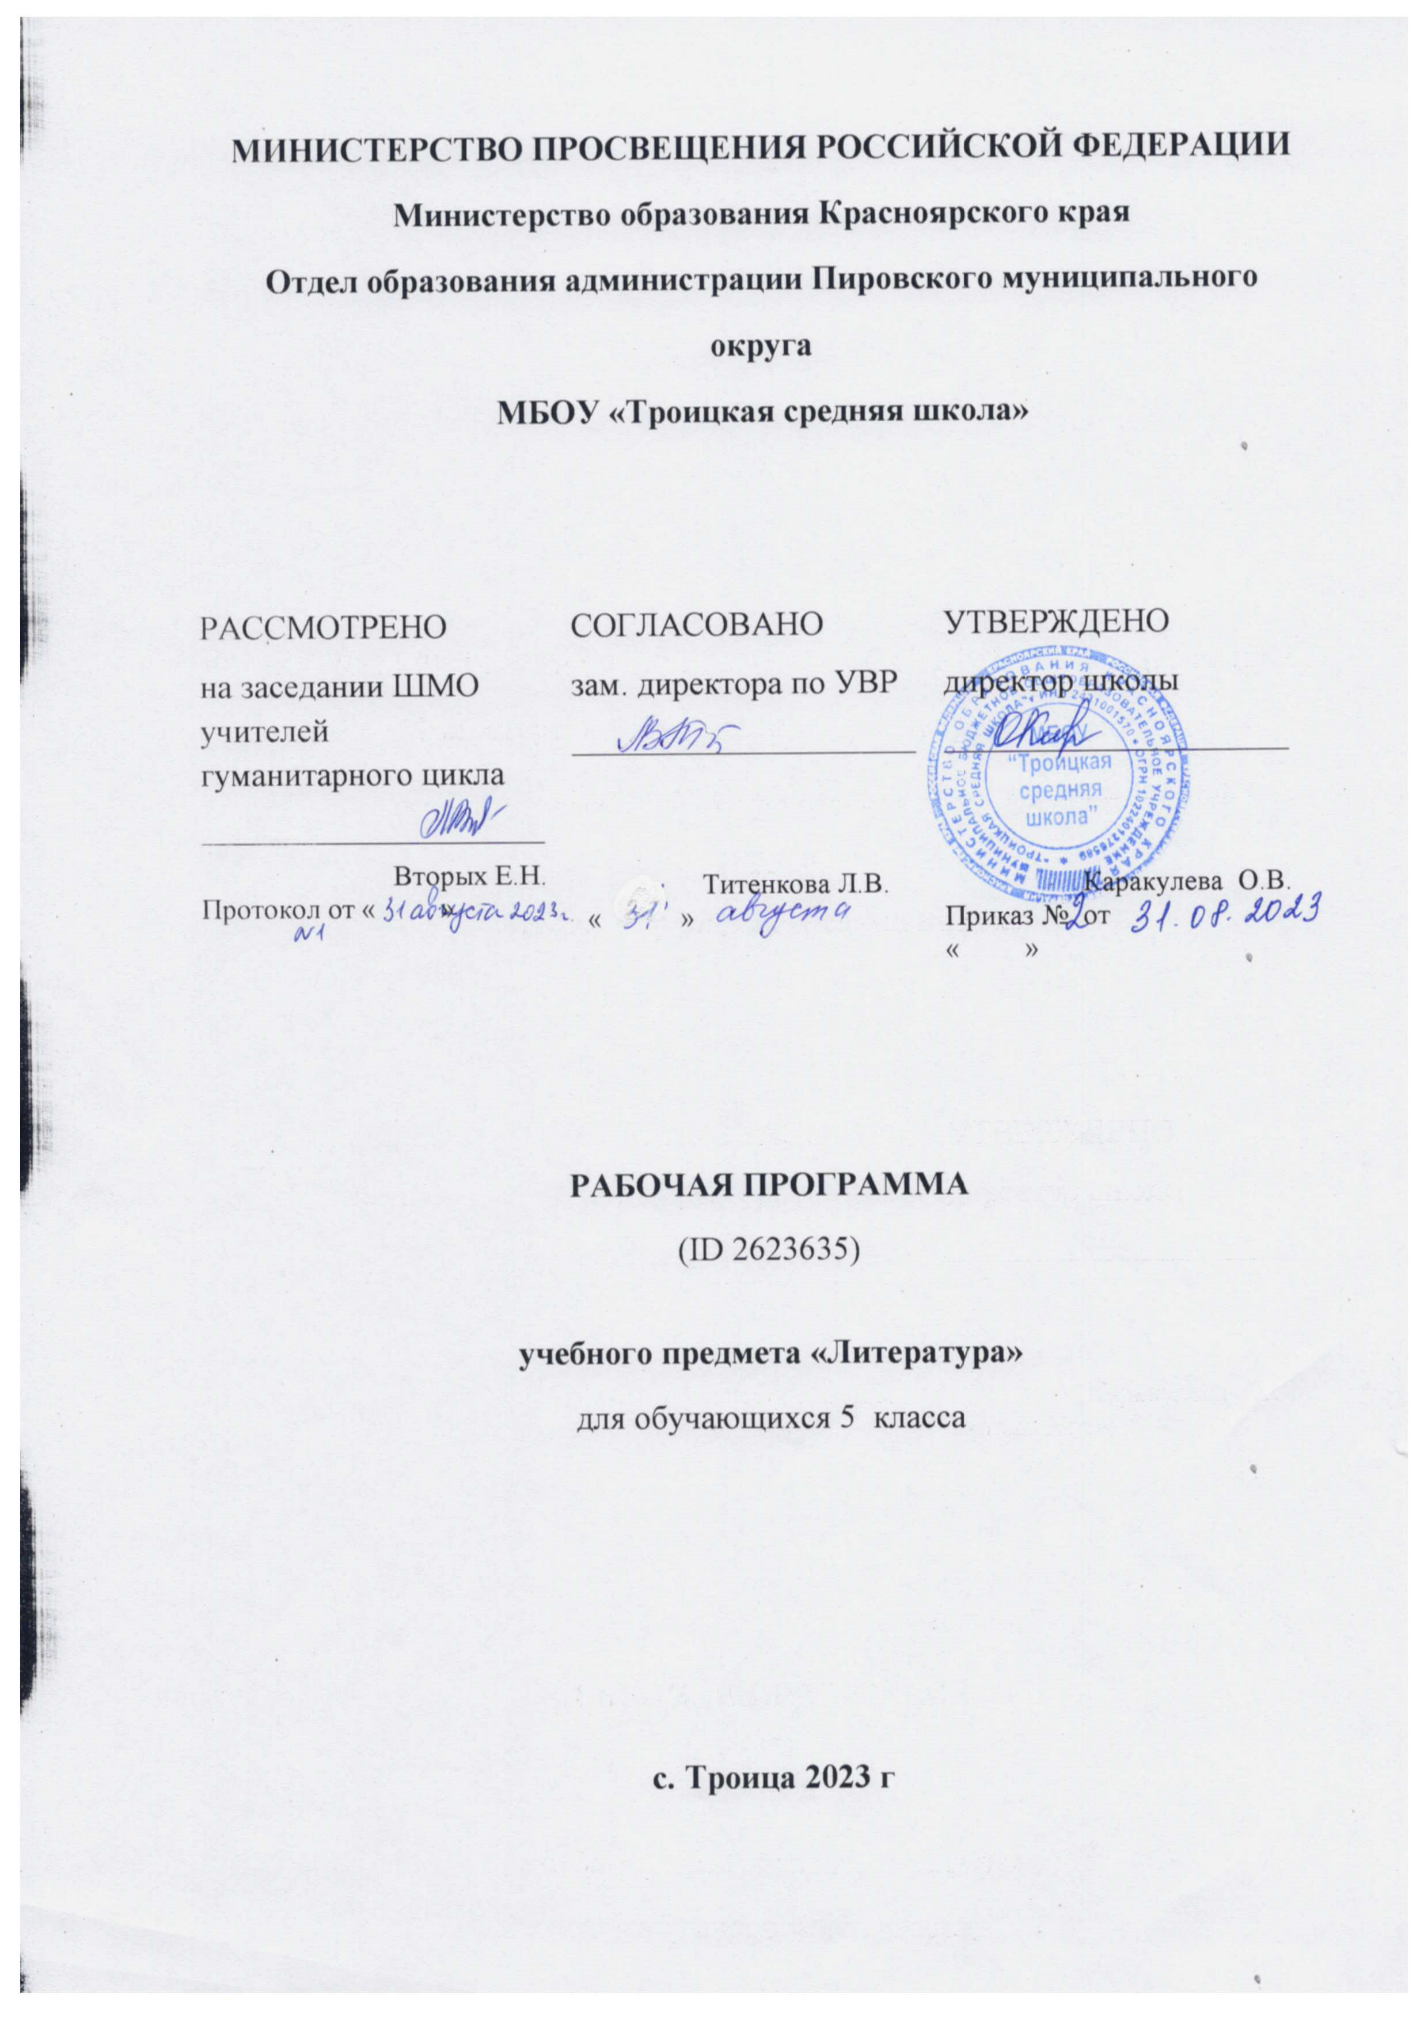 МИНИСТЕРСТВО ПРОСВЕЩЕНИЯ РОССИЙСКОЙ ФЕДЕРАЦИИ
Министерство образования Красноярского края
Отдел образования администрации Пировского муниципального
округа
МБОУ «Троицкая средняя школа»
РАССМОТРЕНО
на заседании ШМО
учителей
гуманитарного цикла
Вторых Е.Н.
Протокол от « 31 августа 2023 г. »
№1
СОГЛАСОВАНО
зам. директора по УВР
Титенкова Л.В.
« 31 » августа
УТВЕРЖДЕНО
директор школы
"Троицкая
средняя
школа"
Каракулева О.В.
Приказ №2 от 31.08.2023
« »
РАБОЧАЯ ПРОГРАММА
(ID 2623635)
учебного предмета «Литература»
для обучающихся 5 класса
с. Троица 2023 г